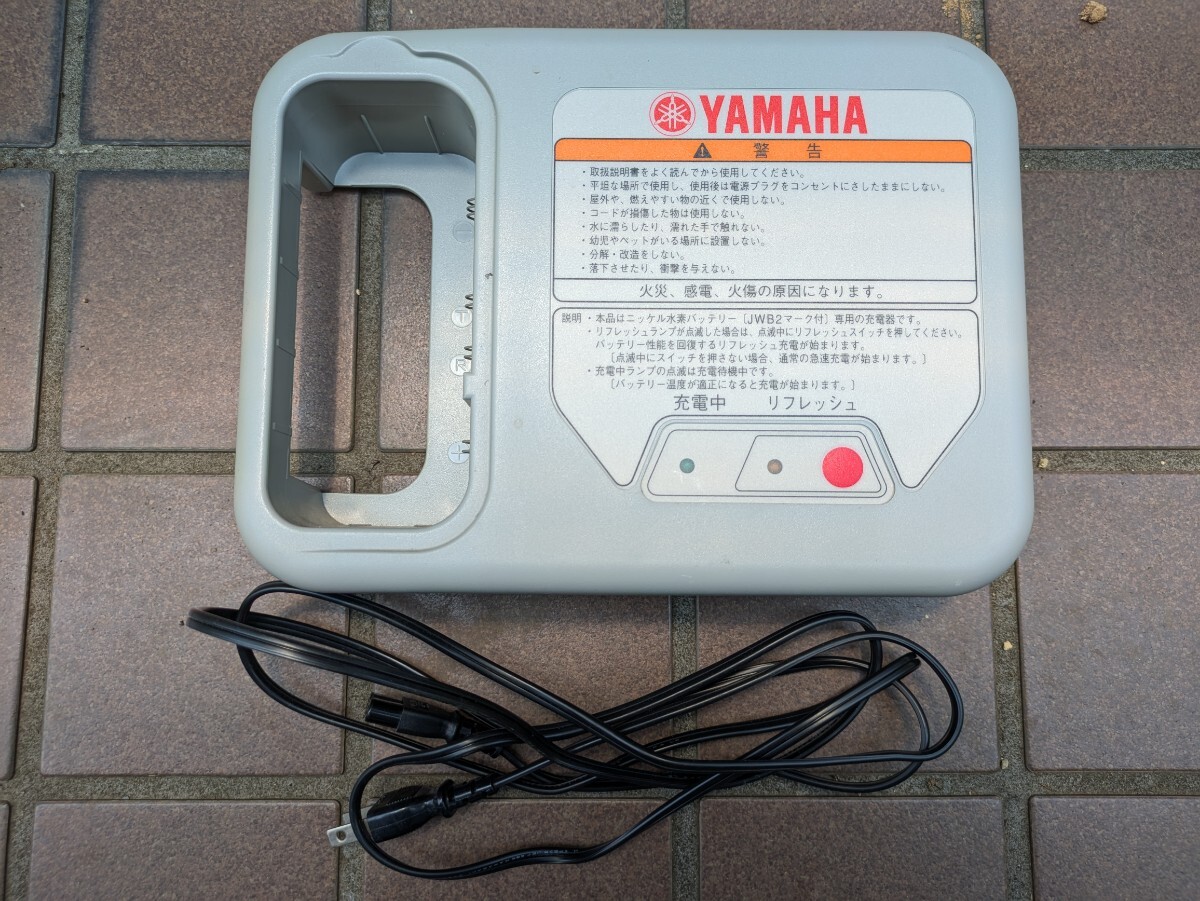 YAMAHA
警告
・取扱説明書をよく読んでから使用してください。
・平坦な場所で使用し、使用後は電源プラグをコンセントにさしたままにしない。
・屋外や、燃えやすい物の近くで使用しない。
・コードが損傷した物は使用しない。
・水に濡らしたり、濡れた手で触れない。
・幼児やペットがいる場所に設置しない。
・分解・改造をしない。
・落下させたり、衝撃を与えない。
火災、感電、火傷の原因になります。
説明・本品はニッケル水素バッテリー〔JWB2マーク付〕専用の充電器です。
・リフレッシュランプが点滅した場合は、点滅中にリフレッシュスイッチを押してください。
バッテリー性能を回復するリフレッシュ充電が始まります。
〔点滅中にスイッチを押さない場合、通常の急速充電が始まります。〕
・充電中ランプの点滅は充電待機中です。
〔バッテリー温度が適正になると充電が始まります。〕
充電中 リフレッシュ
－
T
R
＋